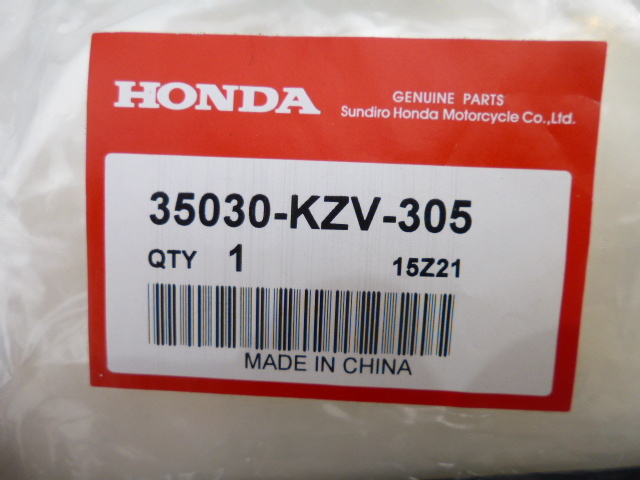 HONDA
GENUINE PARTS
Sundiro Honda Motorcycle Co.,Ltd.
35030-KZV-305
QTY 1 15Z21
MADE IN CHINA